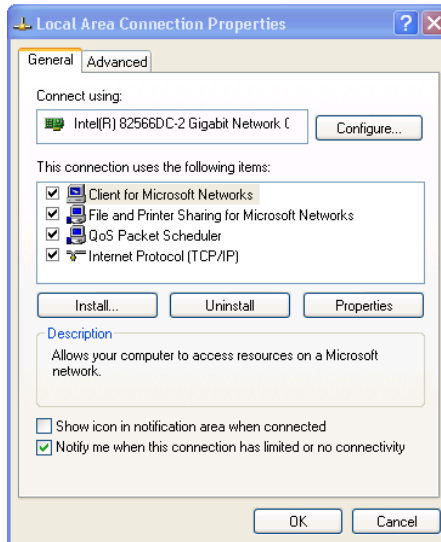 Local Area Connection Properties
General Advanced
Connect using:
Intel(R) 82566DC-2 Gigabit Network C
Configure...
This connection uses the following items:
Client for Microsoft Networks
File and Printer Sharing for Microsoft Networks
QoS Packet Scheduler
Internet Protocol (TCP/IP)
Install... Uninstall Properties
Description
Allows your computer to access resources on a Microsoft
network.
Show icon in notification area when connected
Notify me when this connection has limited or no connectivity
OK Cancel